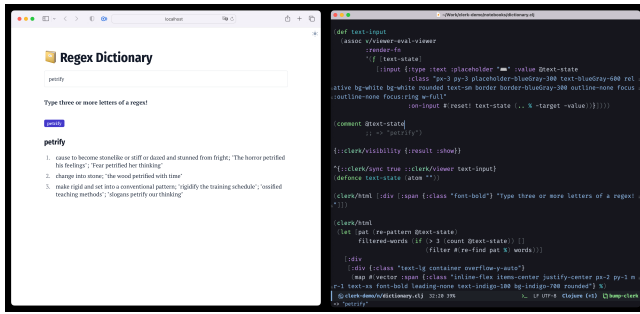 localhost
📒 Regex Dictionary
petrify
Type three or more letters of a regex!
petrify
petrify
1. cause to become stonelike or stiff or dazed and stunned from fright; "The horror petrified
his feelings"; "Fear petrified her thinking"
2. change into stone; "the wood petrified with time"
3. make rigid and set into a conventional pattern; "rigidify the training schedule"; "ossified
teaching methods"; "slogans petrify our thinking"
/Work/clerk-demo/notebooks/dictionary.clj
(def text-input
(assoc v/viewer-eval-viewer
:render-fn
'(f [text-state]
[:input {:type :text :placeholder "⌨️" :value @text-state
:class "px-3 py-3 placeholder-blueGray-300 text-blueGray-600 rel
ative bg-white bg-white rounded text-sm border border-blueGray-300 outline-none focus
:outline-none focus:ring w-full"
:on-input #(reset! text-state (.. % -target -value))}])))
(comment @text-state
;; => "petrify")
{::clerk/visibility {:result :show}}
^{::clerk/sync true ::clerk/viewer text-input}
(defonce text-state (atom ""))
(clerk/html [:div [:span {:class "font-bold"} "Type three or more letters of a regex!
"]])
(clerk/html
(let [pat (re-pattern @text-state)
filtered-words (if (> 3 (count @text-state)) []
(filter #(re-find pat %) words))]
[:div
[:div {:class "text-lg container overflow-y-auto"}
(map #(vector :span {:class "inline-flex items-center justify-center px-2 py-1 m
r-1 text-xs font-bold leading-none text-indigo-100 bg-indigo-700 rounded"} %)
clerk-demo/n/dictionary.clj 32:20 39% LF UTF-8 Clojure (+1) bump-clerk
=> "petrify"